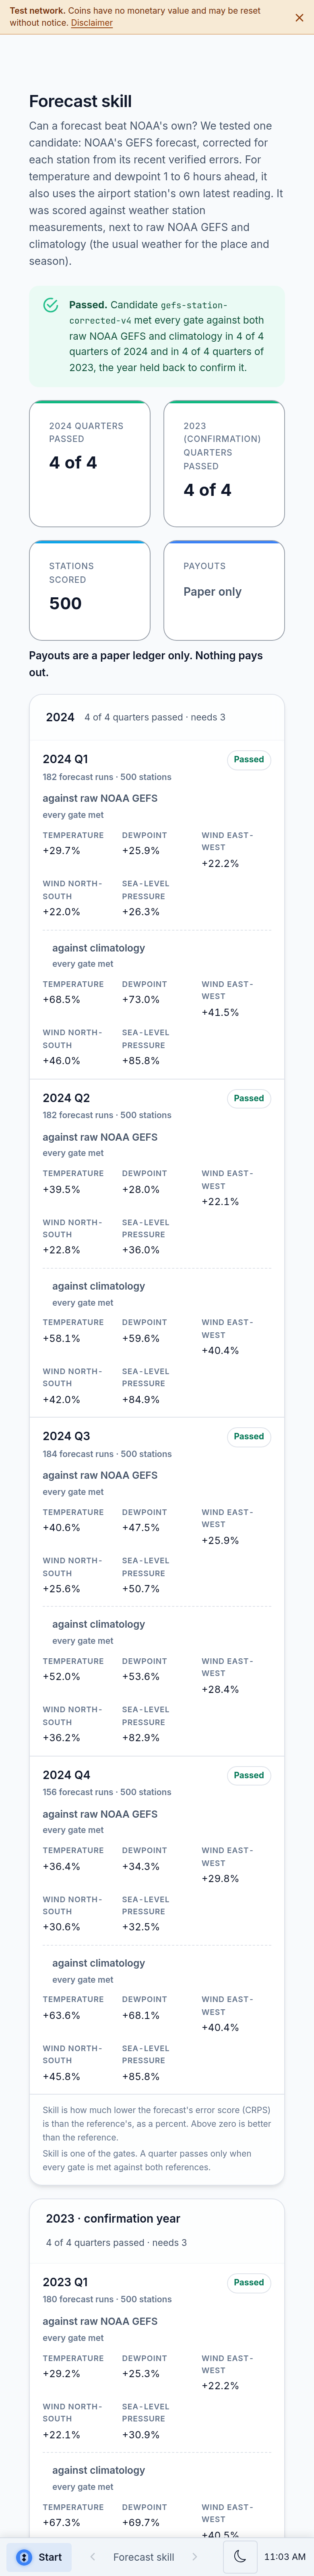 Test network. Coins have no monetary value and may be reset
without notice. Disclaimer
Forecast skill
Can a forecast beat NOAA's own? We tested one
candidate: NOAA's GEFS forecast, corrected for
each station from its recent verified errors. For
temperature and dewpoint 1 to 6 hours ahead, it
also uses the airport station's own latest reading. It
was scored against weather station
measurements, next to raw NOAA GEFS and
climatology (the usual weather for the place and
season).
Passed. Candidate gefs-station-
corrected-v4 met every gate against both
raw NOAA GEFS and climatology in 4 of 4
quarters of 2024 and in 4 of 4 quarters of
2023, the year held back to confirm it.
2024 QUARTERS
PASSED
4 of 4
2023
(CONFIRMATION)
QUARTERS
PASSED
4 of 4
STATIONS
SCORED
500
PAYOUTS
Paper only
Payouts are a paper ledger only. Nothing pays
out.
2024 4 of 4 quarters passed · needs 3
2024 Q1 Passed
182 forecast runs · 500 stations
against raw NOAA GEFS
every gate met
TEMPERATURE
+29.7%
DEWPOINT
+25.9%
WIND EAST-
WEST
+22.2%
WIND NORTH-
SOUTH
+22.0%
SEA-LEVEL
PRESSURE
+26.3%
against climatology
every gate met
TEMPERATURE
+68.5%
DEWPOINT
+73.0%
WIND EAST-
WEST
+41.5%
WIND NORTH-
SOUTH
+46.0%
SEA-LEVEL
PRESSURE
+85.8%
2024 Q2 Passed
182 forecast runs · 500 stations
against raw NOAA GEFS
every gate met
TEMPERATURE
+39.5%
DEWPOINT
+28.0%
WIND EAST-
WEST
+22.1%
WIND NORTH-
SOUTH
+22.8%
SEA-LEVEL
PRESSURE
+36.0%
against climatology
every gate met
TEMPERATURE
+58.1%
DEWPOINT
+59.6%
WIND EAST-
WEST
+40.4%
WIND NORTH-
SOUTH
+42.0%
SEA-LEVEL
PRESSURE
+84.9%
2024 Q3 Passed
184 forecast runs · 500 stations
against raw NOAA GEFS
every gate met
TEMPERATURE
+40.6%
DEWPOINT
+47.5%
WIND EAST-
WEST
+25.9%
WIND NORTH-
SOUTH
+25.6%
SEA-LEVEL
PRESSURE
+50.7%
against climatology
every gate met
TEMPERATURE
+52.0%
DEWPOINT
+53.6%
WIND EAST-
WEST
+28.4%
WIND NORTH-
SOUTH
+36.2%
SEA-LEVEL
PRESSURE
+82.9%
2024 Q4 Passed
156 forecast runs · 500 stations
against raw NOAA GEFS
every gate met
TEMPERATURE
+36.4%
DEWPOINT
+34.3%
WIND EAST-
WEST
+29.8%
WIND NORTH-
SOUTH
+30.6%
SEA-LEVEL
PRESSURE
+32.5%
against climatology
every gate met
TEMPERATURE
+63.6%
DEWPOINT
+68.1%
WIND EAST-
WEST
+40.4%
WIND NORTH-
SOUTH
+45.8%
SEA-LEVEL
PRESSURE
+85.8%
Skill is how much lower the forecast's error score (CRPS)
is than the reference's, as a percent. Above zero is better
than the reference.
Skill is one of the gates. A quarter passes only when
every gate is met against both references.
2023 · confirmation year
4 of 4 quarters passed · needs 3
2023 Q1 Passed
180 forecast runs · 500 stations
against raw NOAA GEFS
every gate met
TEMPERATURE
+29.2%
DEWPOINT
+25.3%
WIND EAST-
WEST
+22.2%
WIND NORTH-
SOUTH
+22.1%
SEA-LEVEL
PRESSURE
+30.9%
against climatology
every gate met
TEMPERATURE
+67.3%
DEWPOINT
+69.7%
WIND EAST-
WEST
+40.5%
Start Forecast skill 11:03 AM